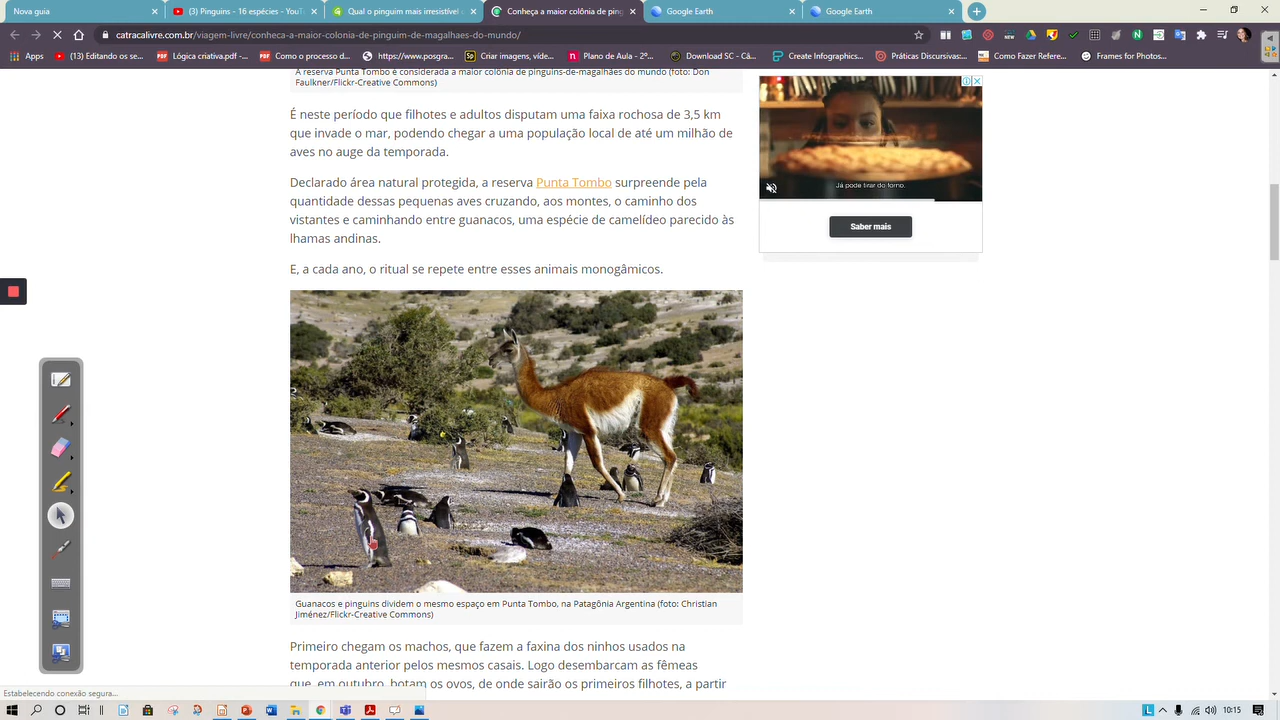 Nova guia
(3) Pinguins - 16 espécies - YouT
Qual o pinguim mais irresistível
Conheça a maior colônia de ping
Google Earth
Google Earth
catracalivre.com.br/viagem-livre/conheca-a-maior-colonia-de-pinguim-de-magalhaes-do-mundo/
Apps
(13) Editando os se...
Lógica criativa.pdf -...
Como o processo d...
https://www.posgra...
Criar imagens, víde...
Plano de Aula - 2º...
Download SC - Câ...
Create Infographics...
Práticas Discursivas:...
Como Fazer Refere...
Frames for Photos...
A reserva Punta Tombo é considerada a maior colônia de pinguins-de-magalhães do mundo (foto: Don
Faulkner/Flickr-Creative Commons)
É neste período que filhotes e adultos disputam uma faixa rochosa de 3,5 km
que invade o mar, podendo chegar a uma população local de até um milhão de
aves no auge da temporada.
Declarado área natural protegida, a reserva Punta Tombo surpreende pela
quantidade dessas pequenas aves cruzando, aos montes, o caminho dos
vistantes e caminhando entre guanacos, uma espécie de camelídeo parecido às
lhamas andinas.
E, a cada ano, o ritual se repete entre esses animais monogâmicos.
Já pode tirar do forno.
Saber mais
Guanacos e pinguins dividem o mesmo espaço em Punta Tombo, na Patagônia Argentina (foto: Christian
Jiménez/Flickr-Creative Commons)
Primeiro chegam os machos, que fazem a faxina dos ninhos usados na
temporada anterior pelos mesmos casais. Logo desembarcam as fêmeas
que, em outubro, botam os ovos, de onde sairão os primeiros filhotes, a partir
Estabelecendo conexão segura...
10:15